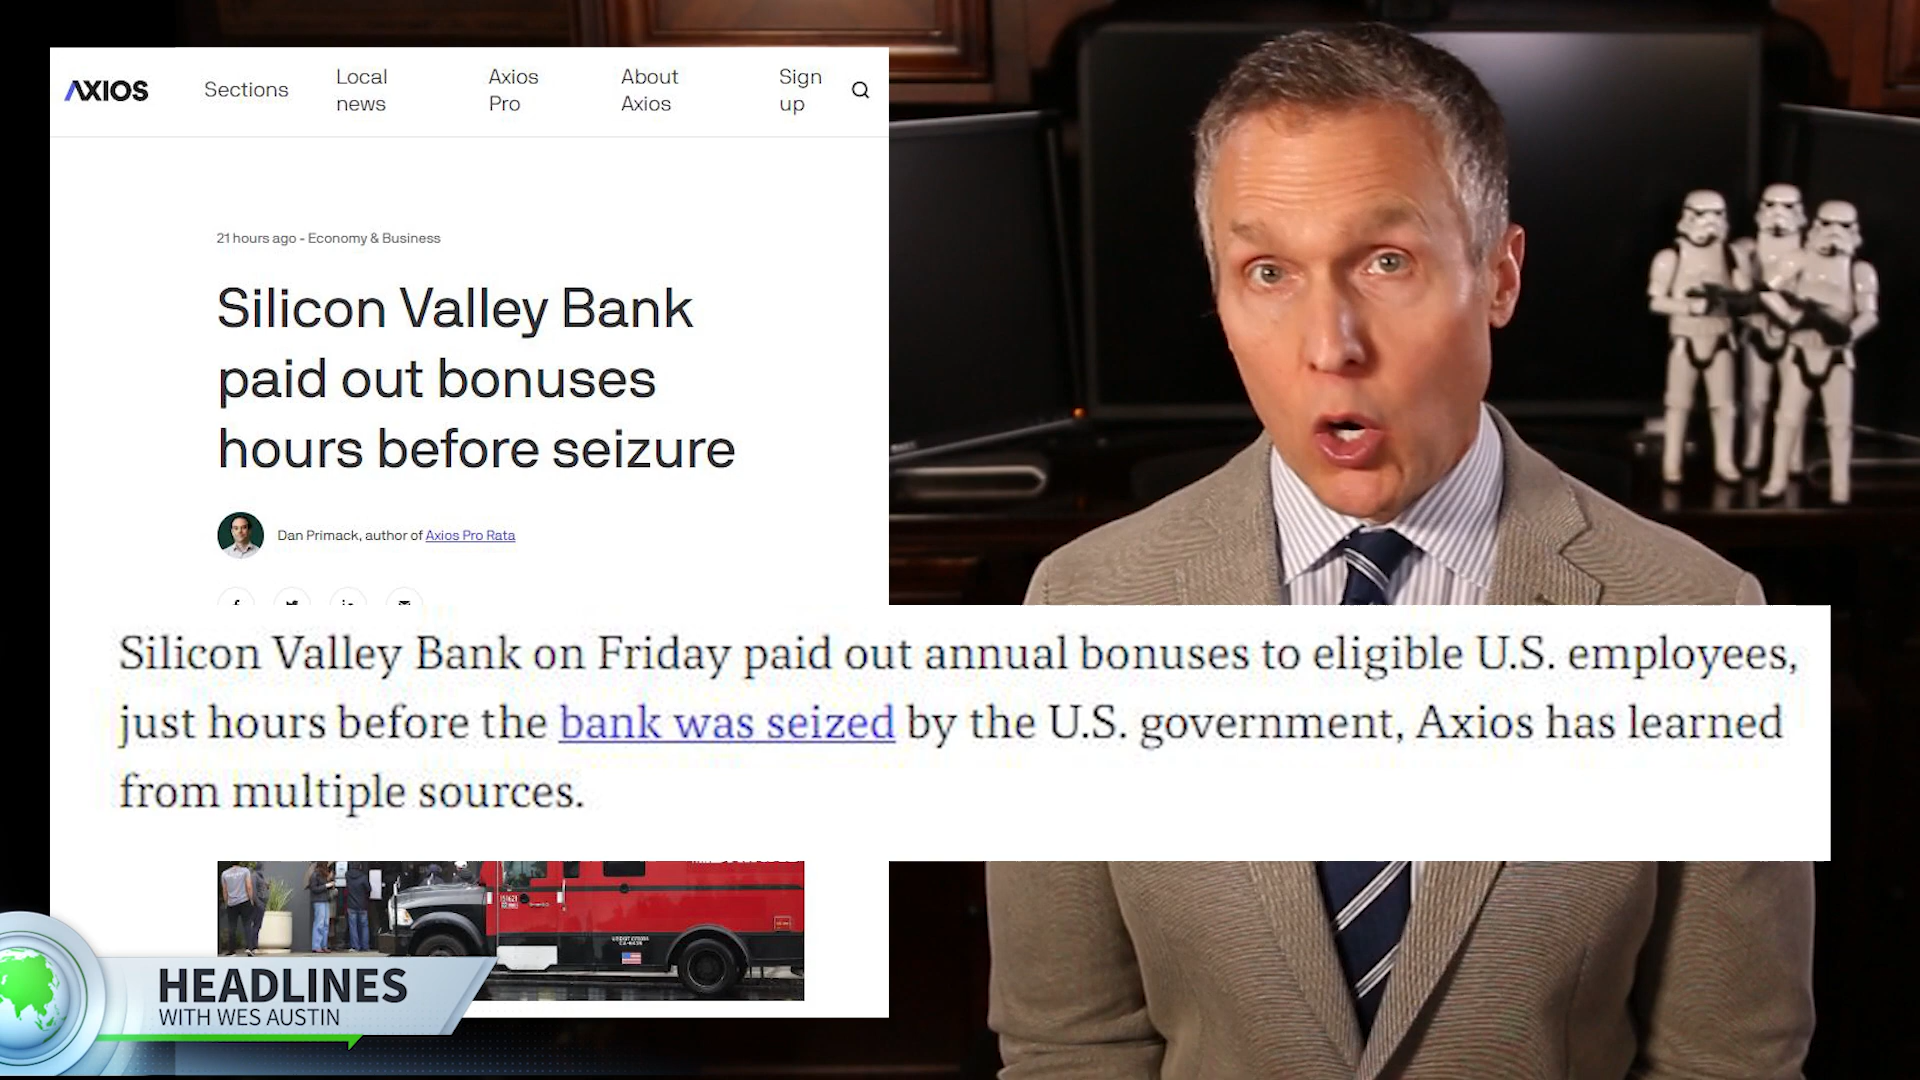 AXIOS
Sections
Local
news
Axios
Pro
About
Axios
Sign
up
21 hours ago - Economy & Business
Silicon Valley Bank
paid out bonuses
hours before seizure
Dan Primack, author of Axios Pro Rata
Silicon Valley Bank on Friday paid out annual bonuses to eligible U.S. employees,
just hours before the bank was seized by the U.S. government, Axios has learned
from multiple sources.
HEADLINES
WITH WES AUSTIN